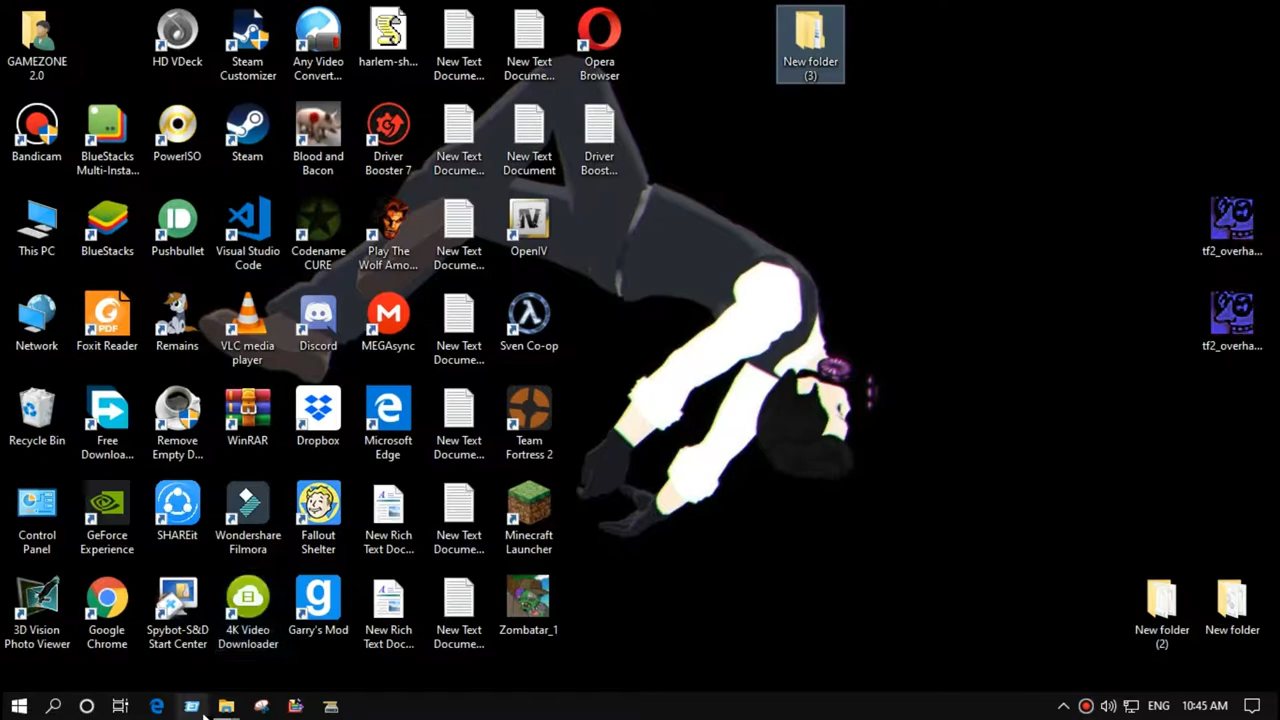 GAMEZONE
2.0
HD VDeck
Steam
Customizer
Any Video
Convert...
harlem-sh...
New Text
Docume...
New Text
Docume...
Opera
Browser
New folder
(3)
Bandicam
BlueStacks
Multi-Insta...
PowerISO
Steam
Blood and
Bacon
Driver
Booster 7
New Text
Docume...
New Text
Document
Driver
Boost...
This PC
BlueStacks
Pushbullet
Visual Studio
Code
Codename
CURE
Play The
Wolf Amo...
New Text
Docume...
OpenIV
tf2_overha...
Network
PDF
Foxit Reader
Remains
VLC media
player
Discord
MEGAsync
New Text
Docume...
Sven Co-op
tf2_overha...
Recycle Bin
Free
Downloa...
Remove
Empty D...
WinRAR
Dropbox
Microsoft
Edge
New Text
Docume...
Team
Fortress 2
Control
Panel
GeForce
Experience
SHAREit
Wondershare
Filmora
Fallout
Shelter
New Rich
Text Doc...
New Text
Docume...
Minecraft
Launcher
3D Vision
Photo Viewer
Google
Chrome
Spybot-S&D
Start Center
4K Video
Downloader
Garry's Mod
New Rich
Text Doc...
New Text
Docume...
Zombatar_1
New folder
(2)
New folder
ENG
10:45 AM